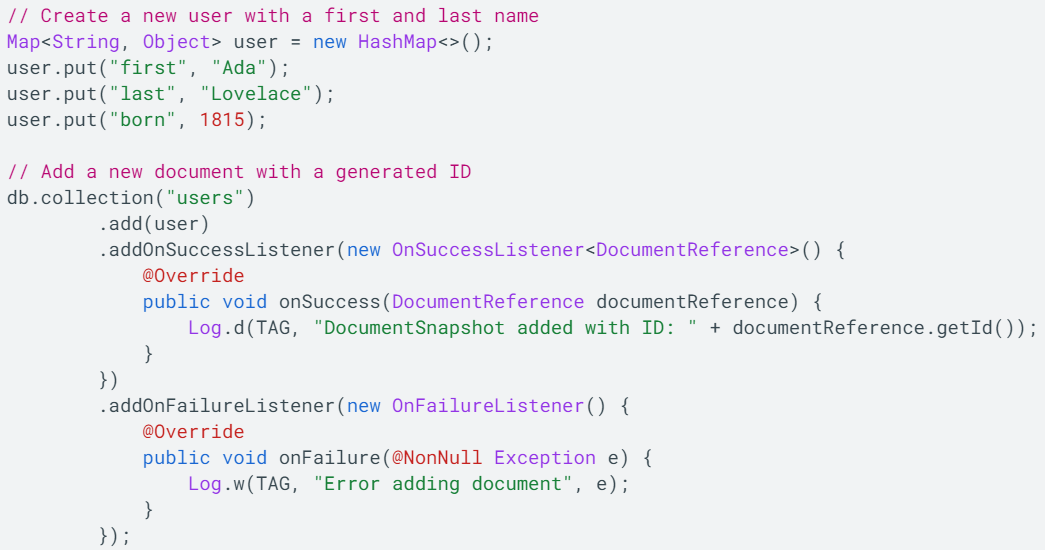 // Create a new user with a first and last name
Map<String, Object> user = new HashMap<>();
user.put("first", "Ada");
user.put("last", "Lovelace");
user.put("born", 1815);

// Add a new document with a generated ID
db.collection("users")
        .add(user)
        .addOnSuccessListener(new OnSuccessListener<DocumentReference>() {
            @Override
            public void onSuccess(DocumentReference documentReference) {
                Log.d(TAG, "DocumentSnapshot added with ID: " + documentReference.getId());
            }
        })
        .addOnFailureListener(new OnFailureListener() {
            @Override
            public void onFailure(@NonNull Exception e) {
                Log.w(TAG, "Error adding document", e);
            }
        });